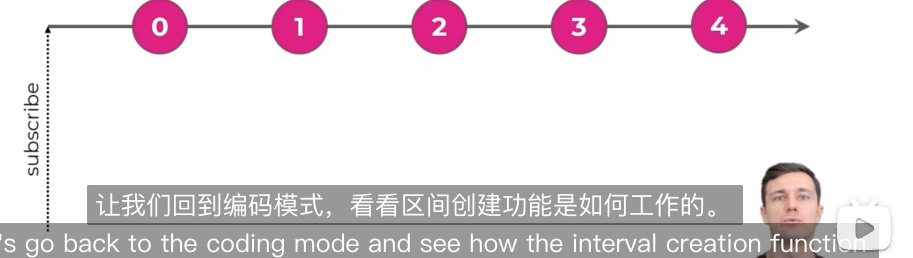 0 1 2 3 4
subscribe
让我们回到编码模式，看看区间创建功能是如何工作的。
's go back to the coding mode and see how the interval creation function